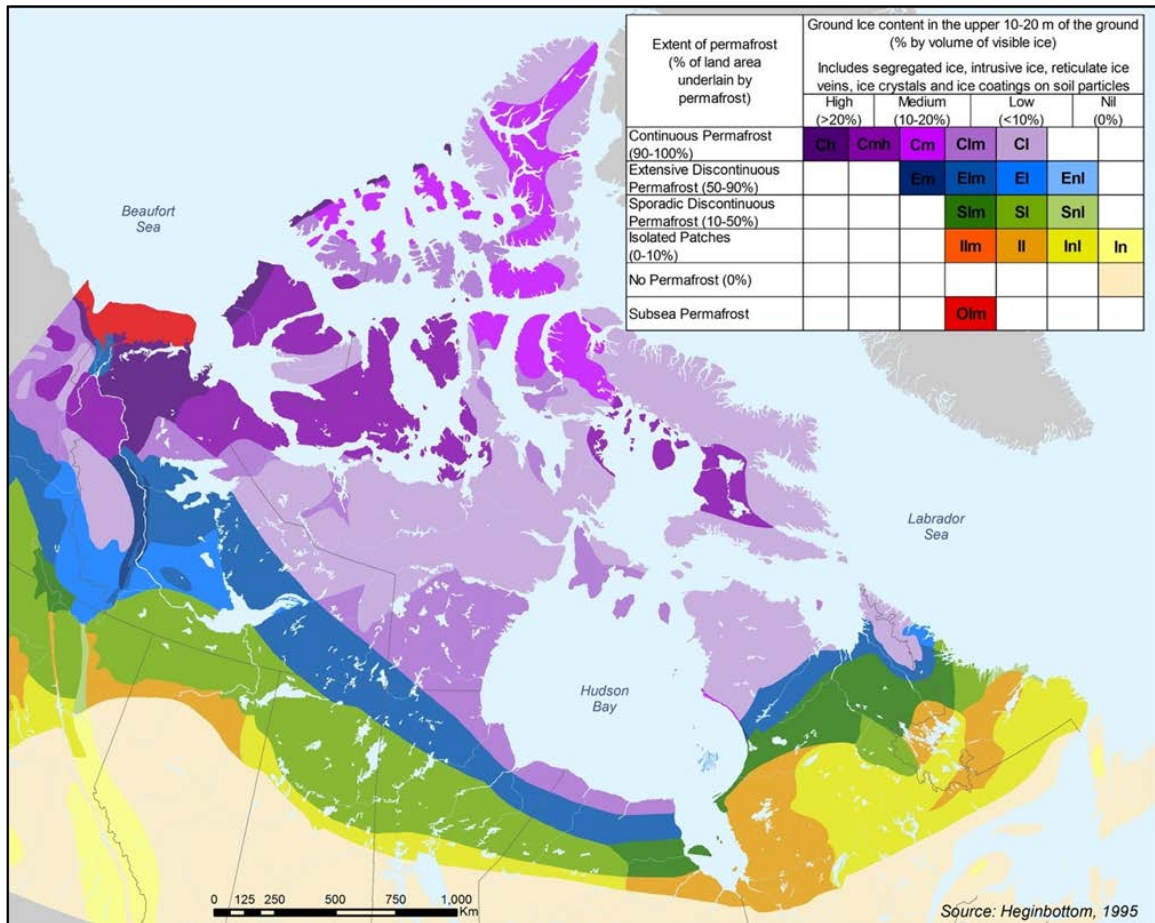 Extent of permafrost
(% of land area
underlain by
permafrost)
Ground Ice content in the upper 10-20 m of the ground
(% by volume of visible ice)
Includes segregated ice, intrusive ice, reticulate ice
veins, ice crystals and ice coatings on soil particles
High
(>20%)
Medium
(10-20%)
Low
(<10%)
Nil
(0%)
Continuous Permafrost
(90-100%)
Ch
Cmh
Cm
Clm
Cl
Extensive Discontinuous
Permafrost (50-90%)
Em
Elm
El
Enl
Sporadic Discontinuous
Permafrost (10-50%)
Slm
Sl
Snl
Isolated Patches
(0-10%)
Ilm
Il
Inl
In
No Permafrost (0%)
Subsea Permafrost
Olm
Beaufort
Sea
Labrador
Sea
Hudson
Bay
0 125 250 500 750 1,000
Km
Source: Heginbottom, 1995